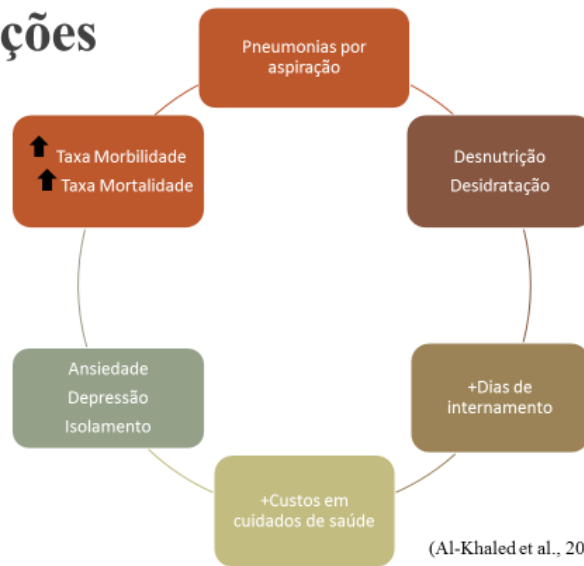 ções
Pneumonias por
aspiração
Taxa Morbilidade
Taxa Mortalidade
Desnutrição
Desidratação
+Dias de
internamento
+Custos em
cuidados de saúde
Ansiedade
Depressão
Isolamento
(Al-Khaled et al., 20